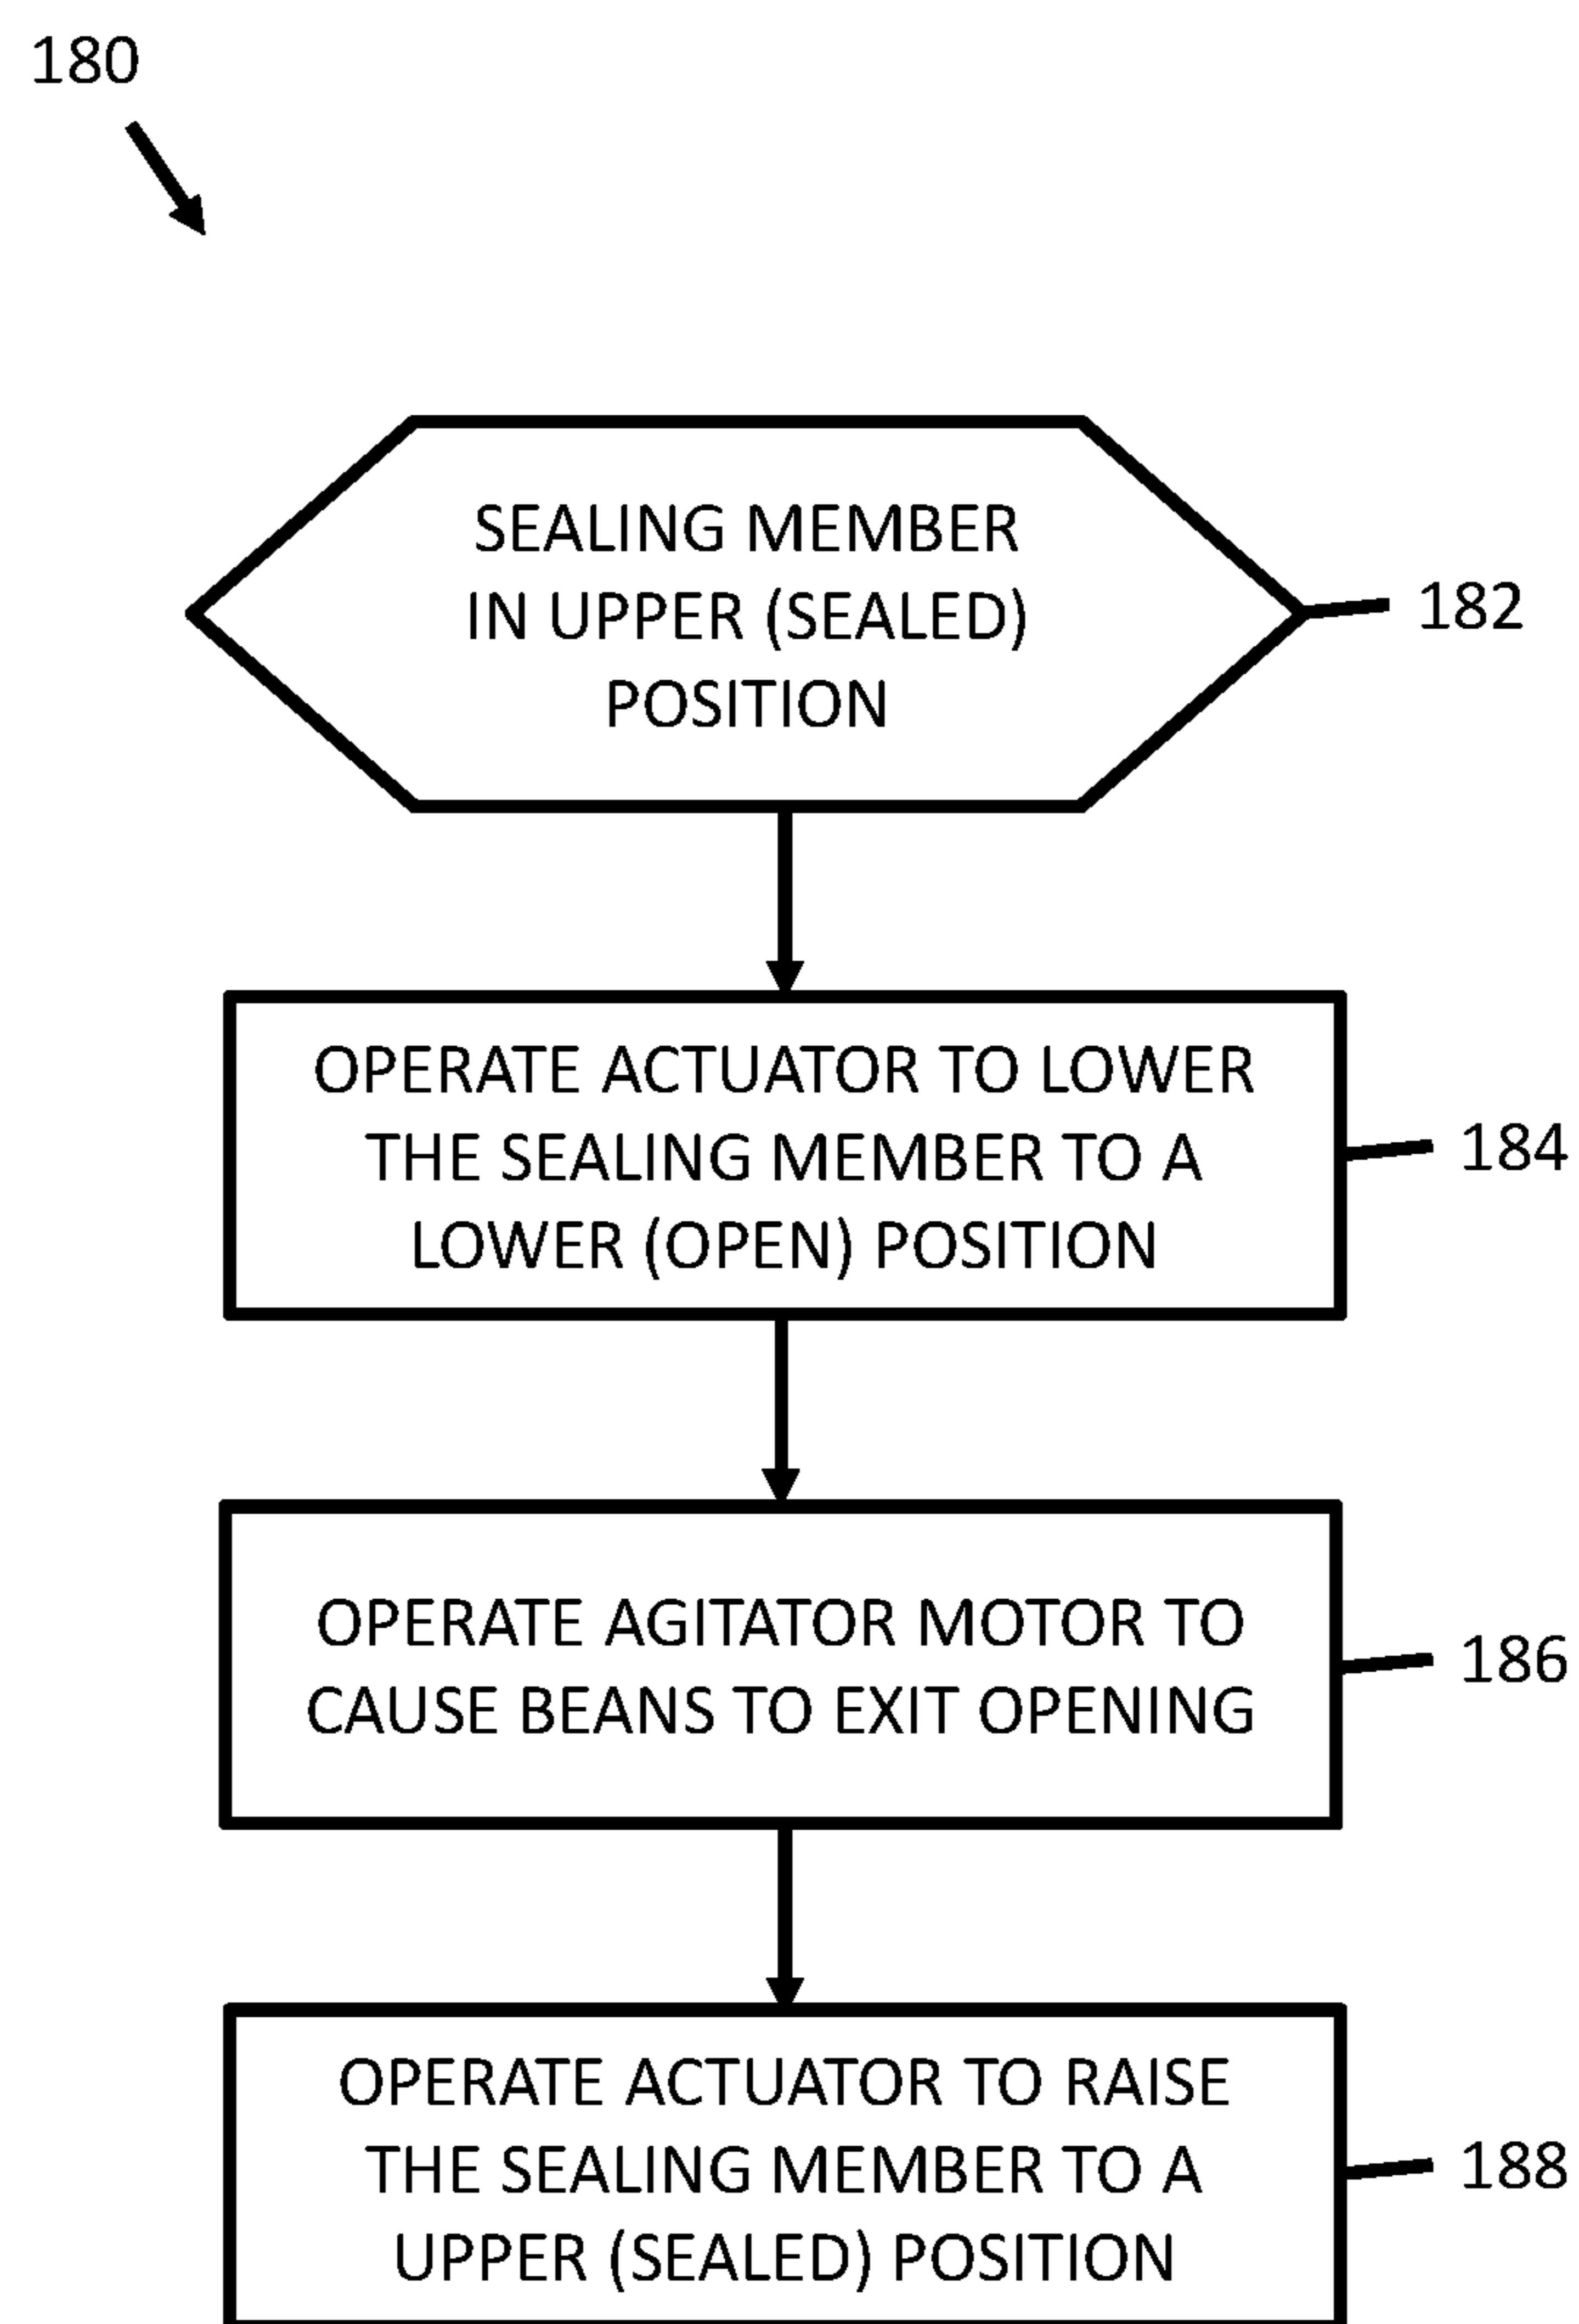 180
SEALING MEMBER
IN UPPER (SEALED)
POSITION
182
OPERATE ACTUATOR TO LOWER
THE SEALING MEMBER TO A
LOWER (OPEN) POSITION
184
OPERATE AGITATOR MOTOR TO
CAUSE BEANS TO EXIT OPENING
186
OPERATE ACTUATOR TO RAISE
THE SEALING MEMBER TO A
UPPER (SEALED) POSITION
188